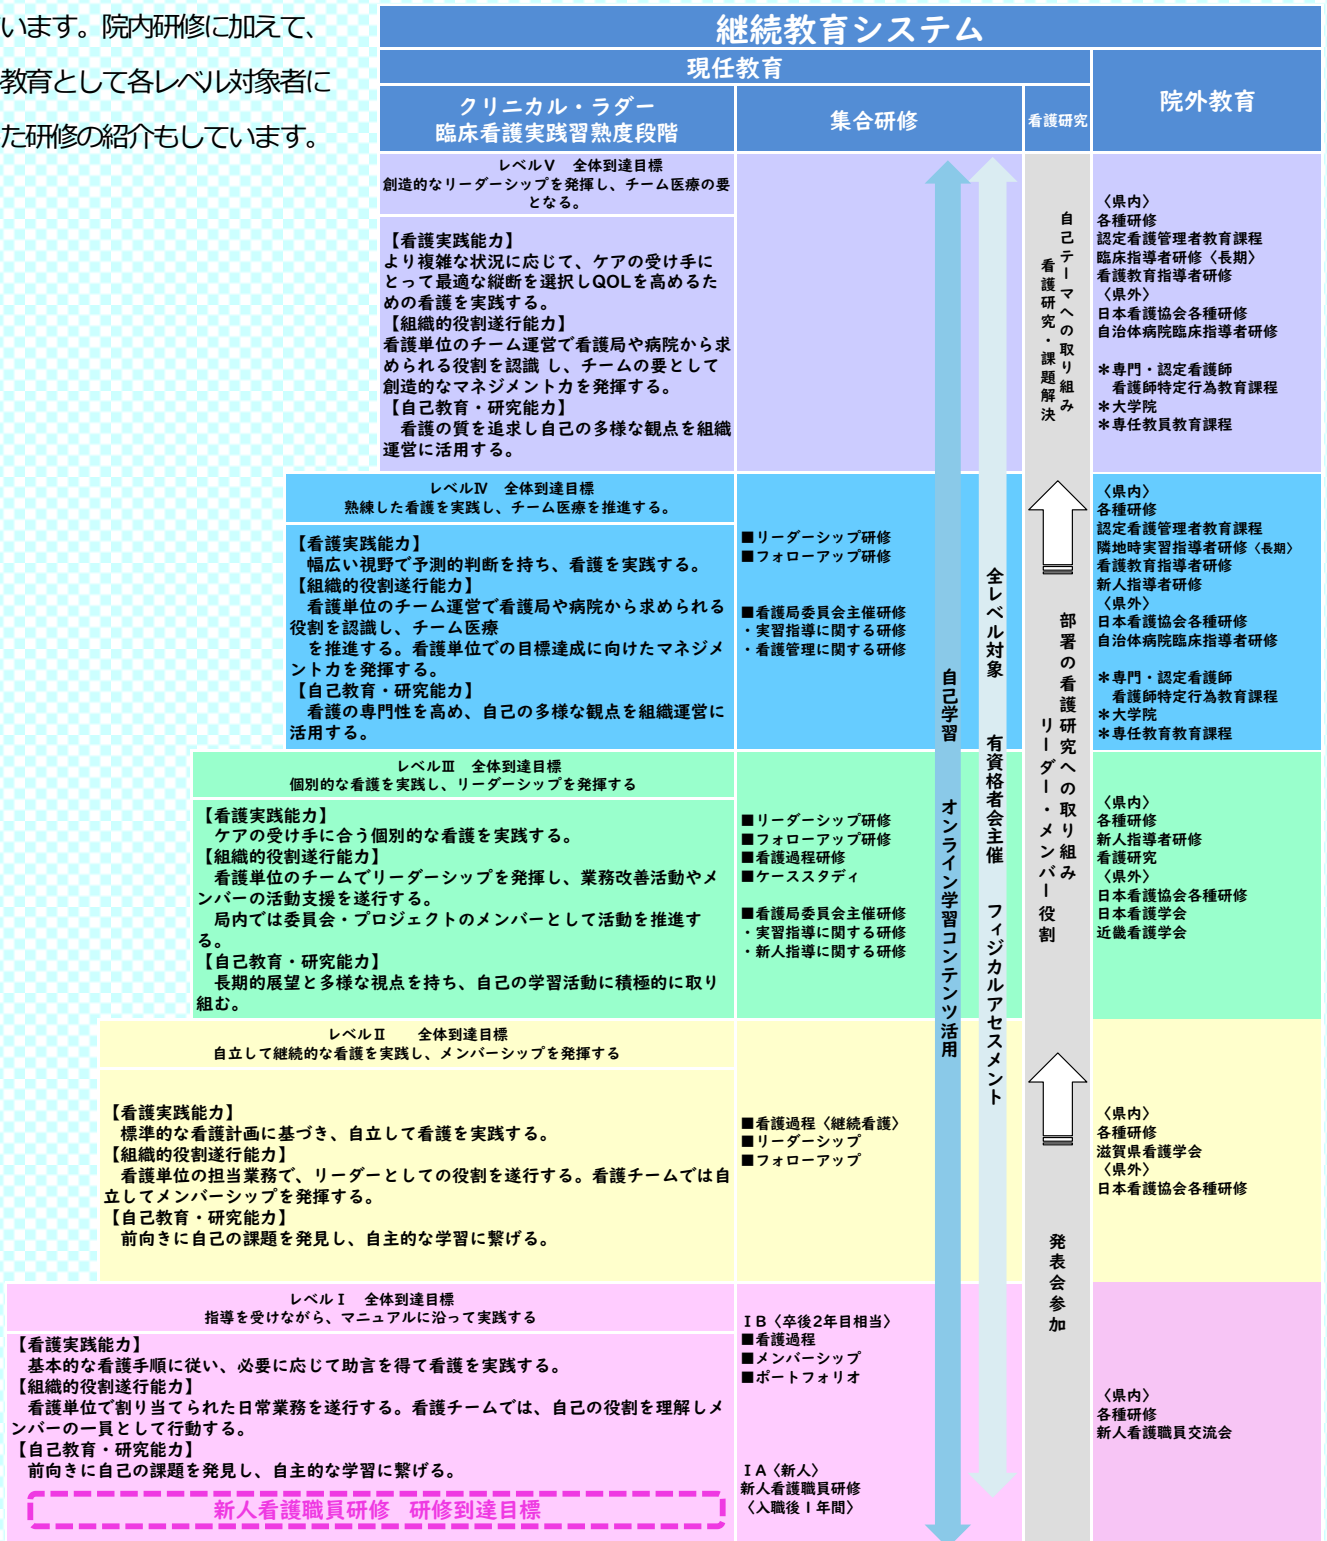 います。院内研修に加えて、
教育として各レベル対象者に
た研修の紹介もしています。
継続教育システム
現任教育
院外教育
クリニカル・ラダー
臨床看護実践習熟度段階
集合研修
看護研究
レベルⅤ　全体到達目標
創造的なリーダーシップを発揮し、チーム医療の要
となる。
【看護実践能力】
より複雑な状況に応じて、ケアの受け手に
とって最適な縦断を選択しQOLを高めるた
めの看護を実践する。
【組織的役割遂行能力】
看護単位のチーム運営で看護局や病院から求
められる役割を認識 し、チームの要として
創造的なマネジメント力を発揮する。
【自己教育・研究能力】
看護の質を追求し自己の多様な観点を組織
運営に活用する。
自己テーマへの取り組み
看護研究・課題解決
〈県内〉
各種研修
認定看護管理者教育課程
臨床指導者研修〈長期〉
看護教育指導者研修
〈県外〉
日本看護協会各種研修
自治体病院臨床指導者研修
＊専門・認定看護師
看護師特定行為教育課程
＊大学院
＊専任教員教育課程
レベルⅣ　全体到達目標
熟練した看護を実践し、チーム医療を推進する。
【看護実践能力】
幅広い視野で予測的判断を持ち、看護を実践する。
【組織的役割遂行能力】
看護単位のチーム運営で看護局や病院から求められる
役割を認識し、チーム医療
を推進する。看護単位での目標達成に向けたマネジメ
ント力を発揮する。
【自己教育・研究能力】
看護の専門性を高め、自己の多様な観点を組織運営に
活用する。
■リーダーシップ研修
■フォローアップ研修
■看護局委員会主催研修
・実習指導に関する研修
・看護管理に関する研修
自己学習　オンライン学習コンテンツ活用
全レベル対象　有資格者会主催　フィジカルアセスメント
部署の看護研究への取り組み
リーダー・メンバー役割
〈県内〉
各種研修
認定看護管理者教育課程
隣地時実習指導者研修〈長期〉
看護教育指導者研修
新人指導者研修
〈県外〉
日本看護協会各種研修
自治体病院臨床指導者研修
＊専門・認定看護師
看護師特定行為教育課程
＊大学院
＊専任教育教育課程
レベルⅢ　全体到達目標
個別的な看護を実践し、リーダーシップを発揮する
【看護実践能力】
ケアの受け手に合う個別的な看護を実践する。
【組織的役割遂行能力】
看護単位のチームでリーダーシップを発揮し、業務改善活動やメ
ンバーの活動支援を遂行する。
局内では委員会・プロジェクトのメンバーとして活動を推進す
る。
【自己教育・研究能力】
長期的展望と多様な視点を持ち、自己の学習活動に積極的に取り
組む。
■リーダーシップ研修
■フォローアップ研修
■看護過程研修
■ケーススタディ
■看護局委員会主催研修
・実習指導に関する研修
・新人指導に関する研修
〈県内〉
各種研修
新人指導者研修
看護研究
〈県外〉
日本看護協会各種研修
日本看護学会
近畿看護学会
レベルⅡ　全体到達目標
自立して継続的な看護を実践し、メンバーシップを発揮する
【看護実践能力】
標準的な看護計画に基づき、自立して看護を実践する。
【組織的役割遂行能力】
看護単位の担当業務で、リーダーとしての役割を遂行する。看護チームでは自
立してメンバーシップを発揮する。
【自己教育・研究能力】
前向きに自己の課題を発見し、自主的な学習に繋げる。
■看護過程〈継続看護〉
■リーダーシップ
■フォローアップ
発表会参加
〈県内〉
各種研修
滋賀県看護学会
〈県外〉
日本看護協会各種研修
レベルⅠ　全体到達目標
指導を受けながら、マニュアルに沿って実践する
【看護実践能力】
基本的な看護手順に従い、必要に応じて助言を得て看護を実践する。
【組織的役割遂行能力】
看護単位で割り当てられた日常業務を遂行する。看護チームでは、自己の役割を理解しメ
ンバーの一員として行動する。
【自己教育・研究能力】
前向きに自己の課題を発見し、自主的な学習に繋げる。
新人看護職員研修　研修到達目標
ⅠＢ〈卒後2年目相当〉
■看護過程
■メンバーシップ
■ポートフォリオ
ⅠＡ〈新人〉
新人看護職員研修
〈入職後１年間〉
〈県内〉
各種研修
新人看護職員交流会